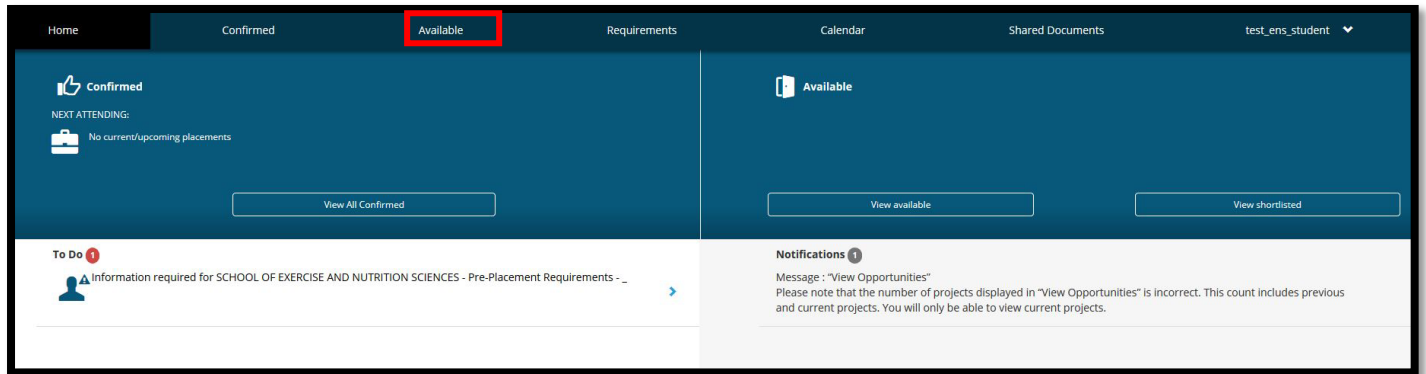 Home Confirmed Available Requirements Calendar Shared Documents test_ens_student
Confirmed
NEXT ATTENDING:
No current/upcoming placements
View All Confirmed
Available
View available View shortlisted
To Do 1
Information required for SCHOOL OF EXERCISE AND NUTRITION SCIENCES - Pre-Placement Requirements - _
Notifications 1
Message : “View Opportunities”
Please note that the number of projects displayed in “View Opportunities” is incorrect. This count includes previous
and current projects. You will only be able to view current projects.